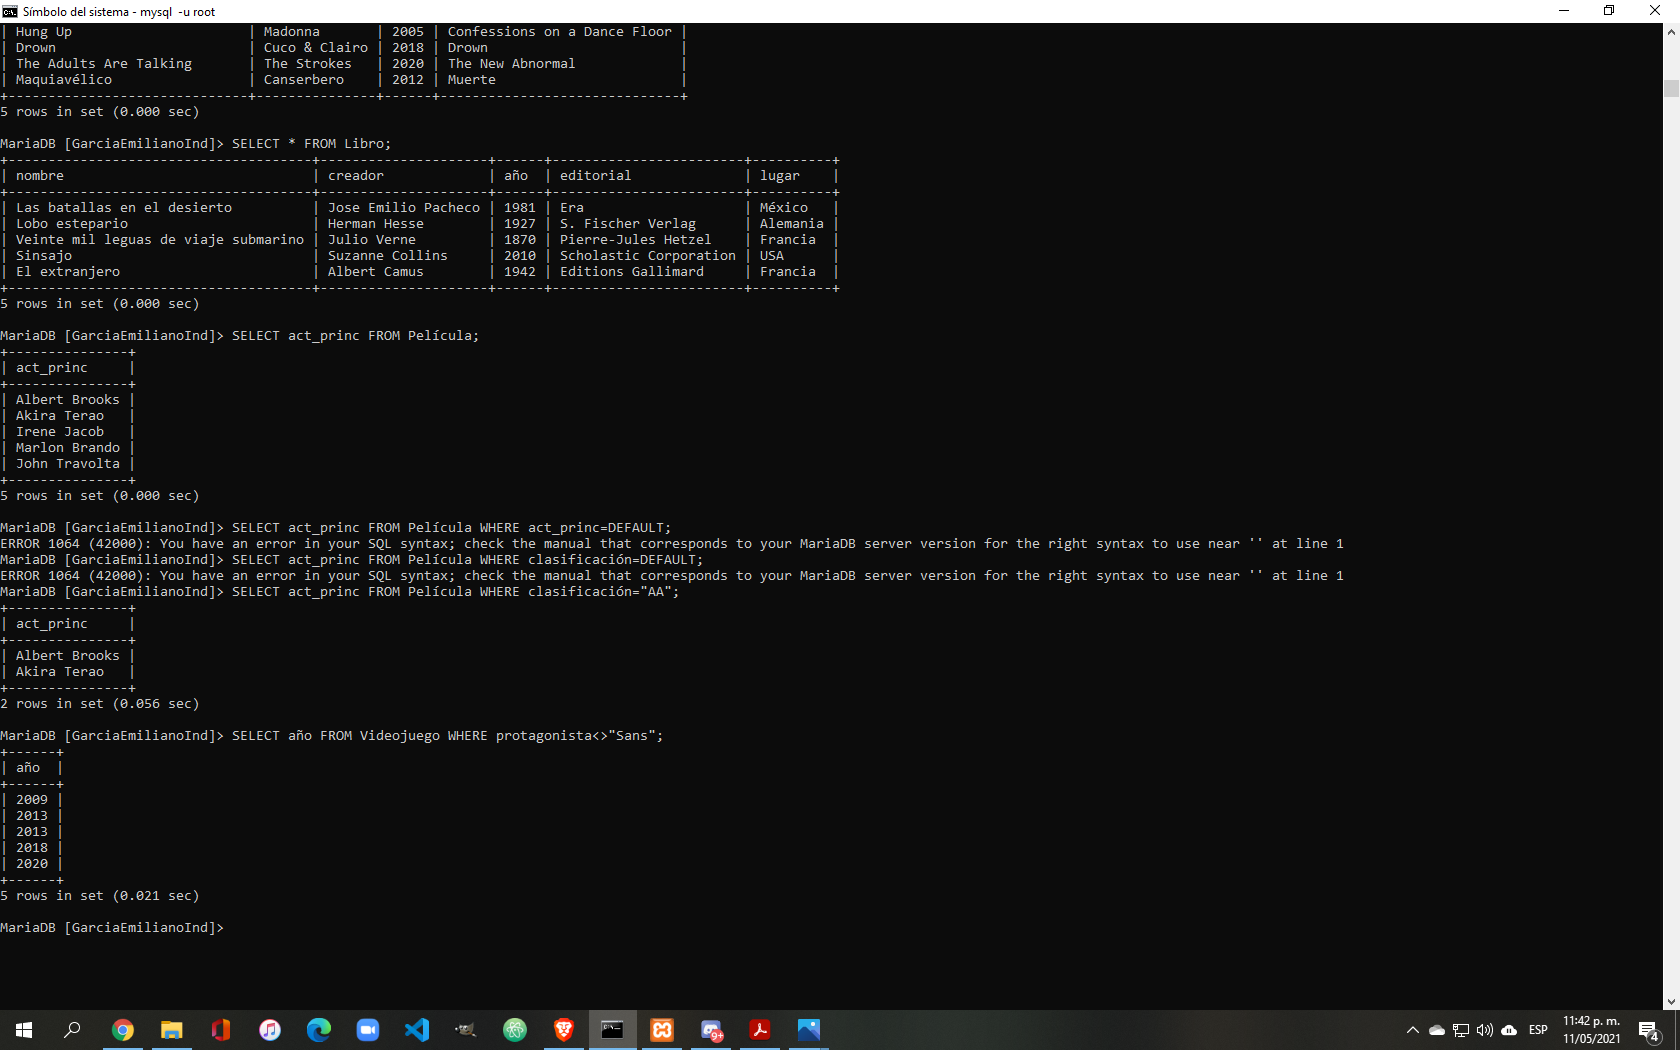 Símbolo del sistema - mysql  -u root
| Hung Up                      | Madonna       | 2005 | Confessions on a Dance Floor |
| Drown                        | Cuco & Clairo | 2018 | Drown                        |
| The Adults Are Talking       | The Strokes   | 2020 | The New Abnormal             |
| Maquiavélico                 | Canserbero    | 2012 | Muerte                       |
+------------------------------+---------------+------+------------------------------+
5 rows in set (0.000 sec)
MariaDB [GarciaEmilianoInd]> SELECT * FROM Libro;
+--------------------------------------+---------------------+------+------------------------+----------+
| nombre                               | creador             | año  | editorial              | lugar    |
+--------------------------------------+---------------------+------+------------------------+----------+
| Las batallas en el desierto          | Jose Emilio Pacheco | 1981 | Era                    | México   |
| Lobo estepario                       | Herman Hesse        | 1927 | S. Fischer Verlag      | Alemania |
| Veinte mil leguas de viaje submarino | Julio Verne         | 1870 | Pierre-Jules Hetzel    | Francia  |
| Sinsajo                              | Suzanne Collins     | 2010 | Scholastic Corporation | USA      |
| El extranjero                        | Albert Camus        | 1942 | Editions Gallimard     | Francia  |
+--------------------------------------+---------------------+------+------------------------+----------+
5 rows in set (0.000 sec)
MariaDB [GarciaEmilianoInd]> SELECT act_princ FROM Película;
+---------------+
| act_princ     |
+---------------+
| Albert Brooks |
| Akira Terao   |
| Irene Jacob   |
| Marlon Brando |
| John Travolta |
+---------------+
5 rows in set (0.000 sec)
MariaDB [GarciaEmilianoInd]> SELECT act_princ FROM Película WHERE act_princ=DEFAULT;
ERROR 1064 (42000): You have an error in your SQL syntax; check the manual that corresponds to your MariaDB server version for the right syntax to use near '' at line 1
MariaDB [GarciaEmilianoInd]> SELECT act_princ FROM Película WHERE clasificación=DEFAULT;
ERROR 1064 (42000): You have an error in your SQL syntax; check the manual that corresponds to your MariaDB server version for the right syntax to use near '' at line 1
MariaDB [GarciaEmilianoInd]> SELECT act_princ FROM Película WHERE clasificación="AA";
+---------------+
| act_princ     |
+---------------+
| Albert Brooks |
| Akira Terao   |
+---------------+
2 rows in set (0.056 sec)
MariaDB [GarciaEmilianoInd]> SELECT año FROM Videojuego WHERE protagonista<>"Sans";
+------+
| año  |
+------+
| 2009 |
| 2013 |
| 2013 |
| 2018 |
| 2020 |
+------+
5 rows in set (0.021 sec)
MariaDB [GarciaEmilianoInd]>
9+
ESP
11:42 p. m.
11/05/2021
4